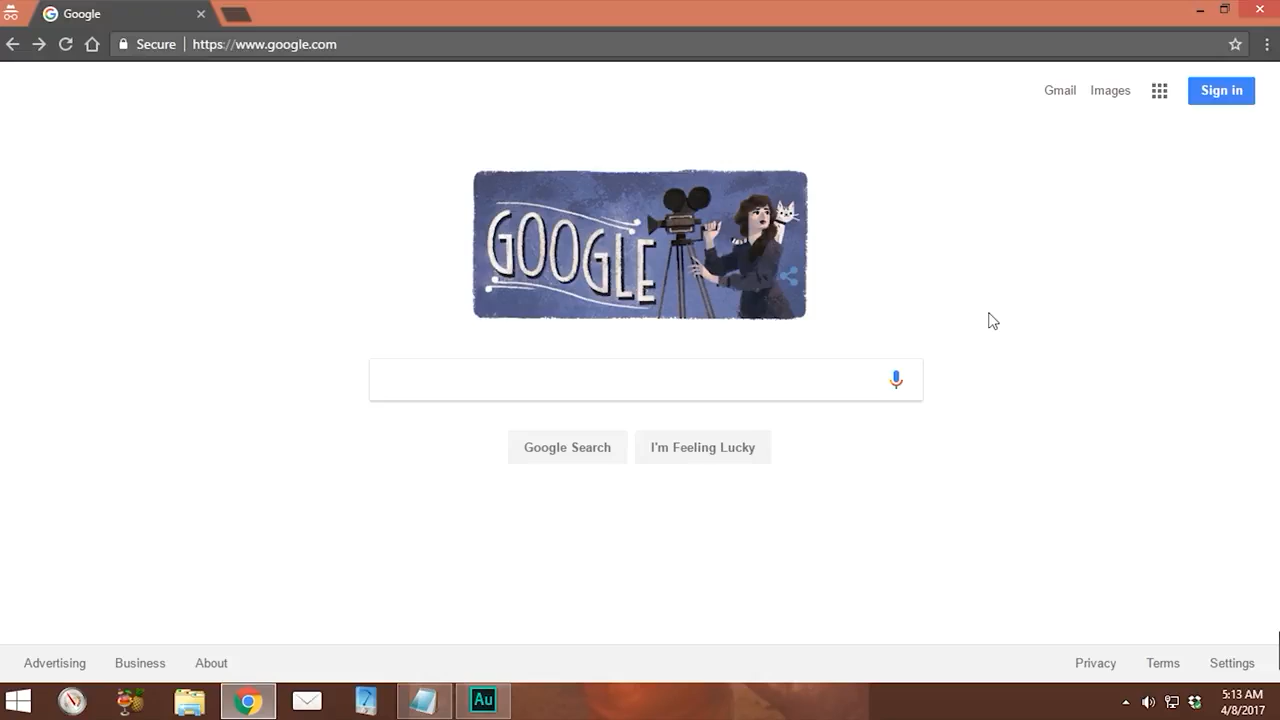 Google
Secure
https://www.google.com
Gmail
Images
Sign in
GOOGLE
Google Search
I'm Feeling Lucky
Advertising
Business
About
Privacy
Terms
Settings
Au
5:13 AM
4/8/2017